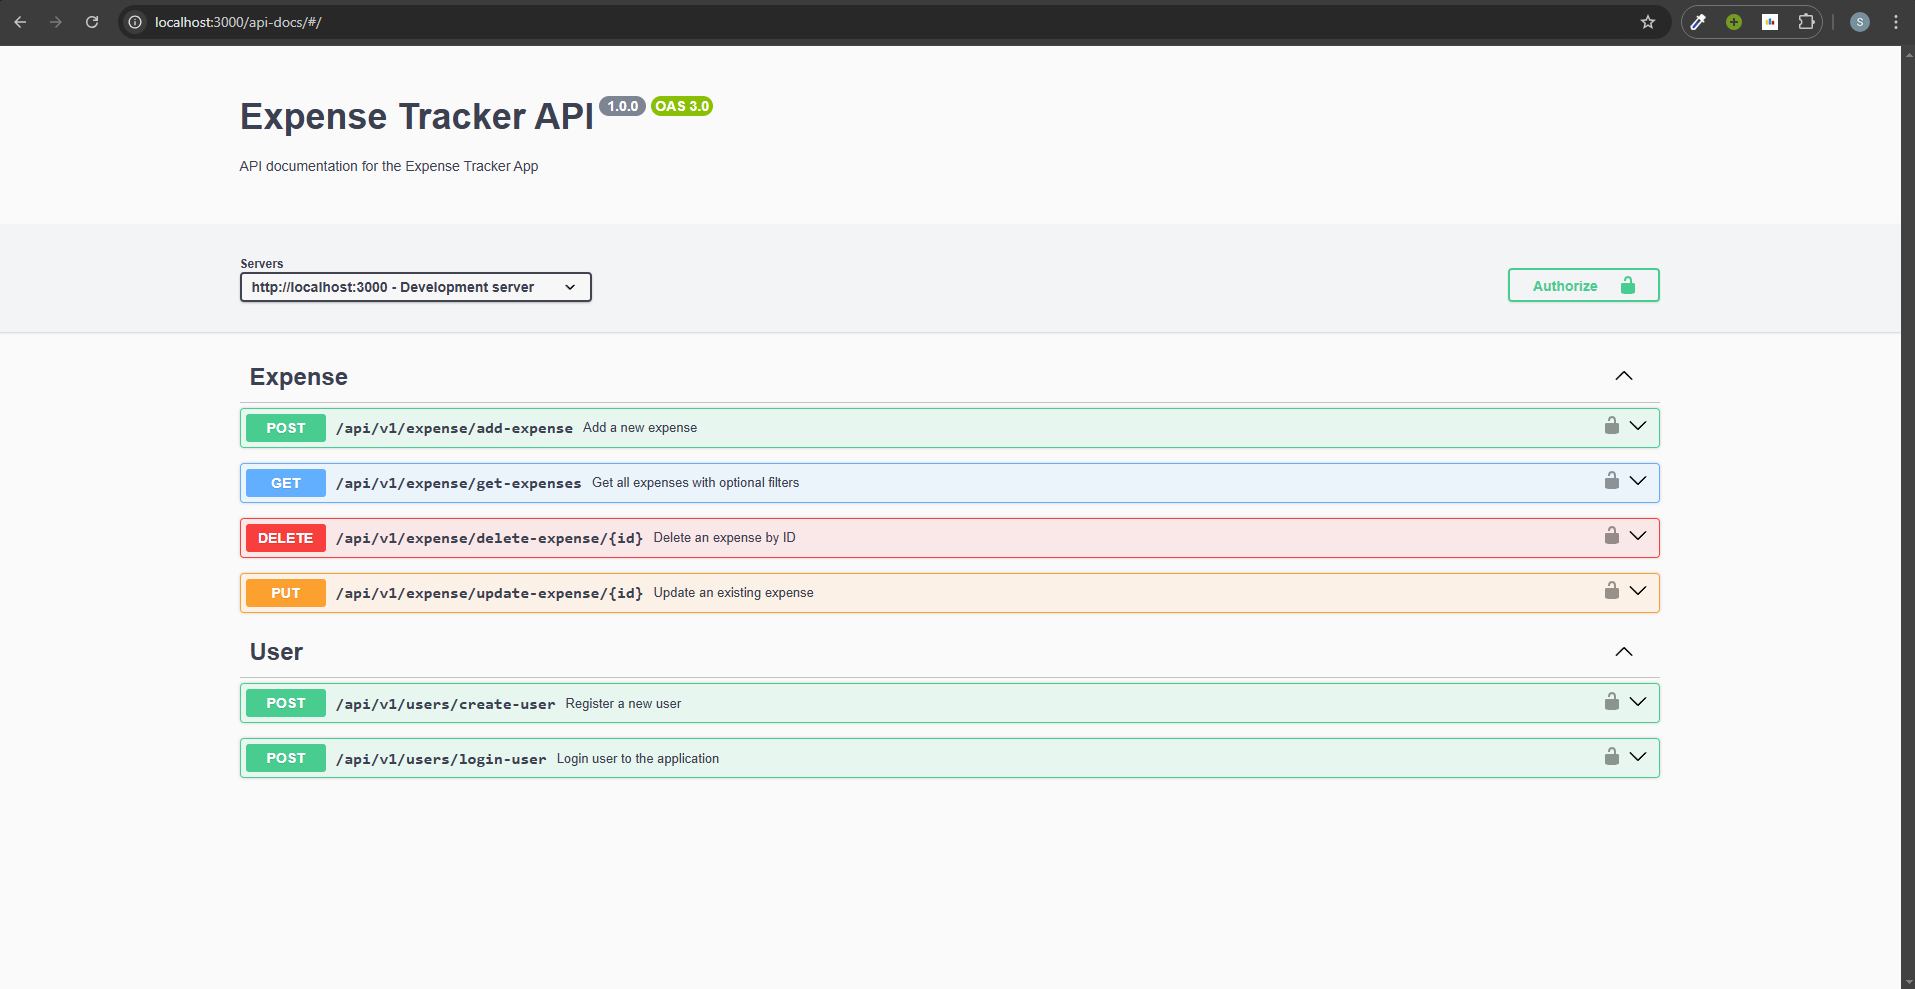 localhost:3000/api-docs/#/
S
Expense Tracker API 1.0.0 OAS 3.0
API documentation for the Expense Tracker App
Servers
http://localhost:3000 - Development server
Authorize
Expense
POST /api/v1/expense/add-expense Add a new expense
GET /api/v1/expense/get-expenses Get all expenses with optional filters
DELETE /api/v1/expense/delete-expense/{id} Delete an expense by ID
PUT /api/v1/expense/update-expense/{id} Update an existing expense
User
POST /api/v1/users/create-user Register a new user
POST /api/v1/users/login-user Login user to the application